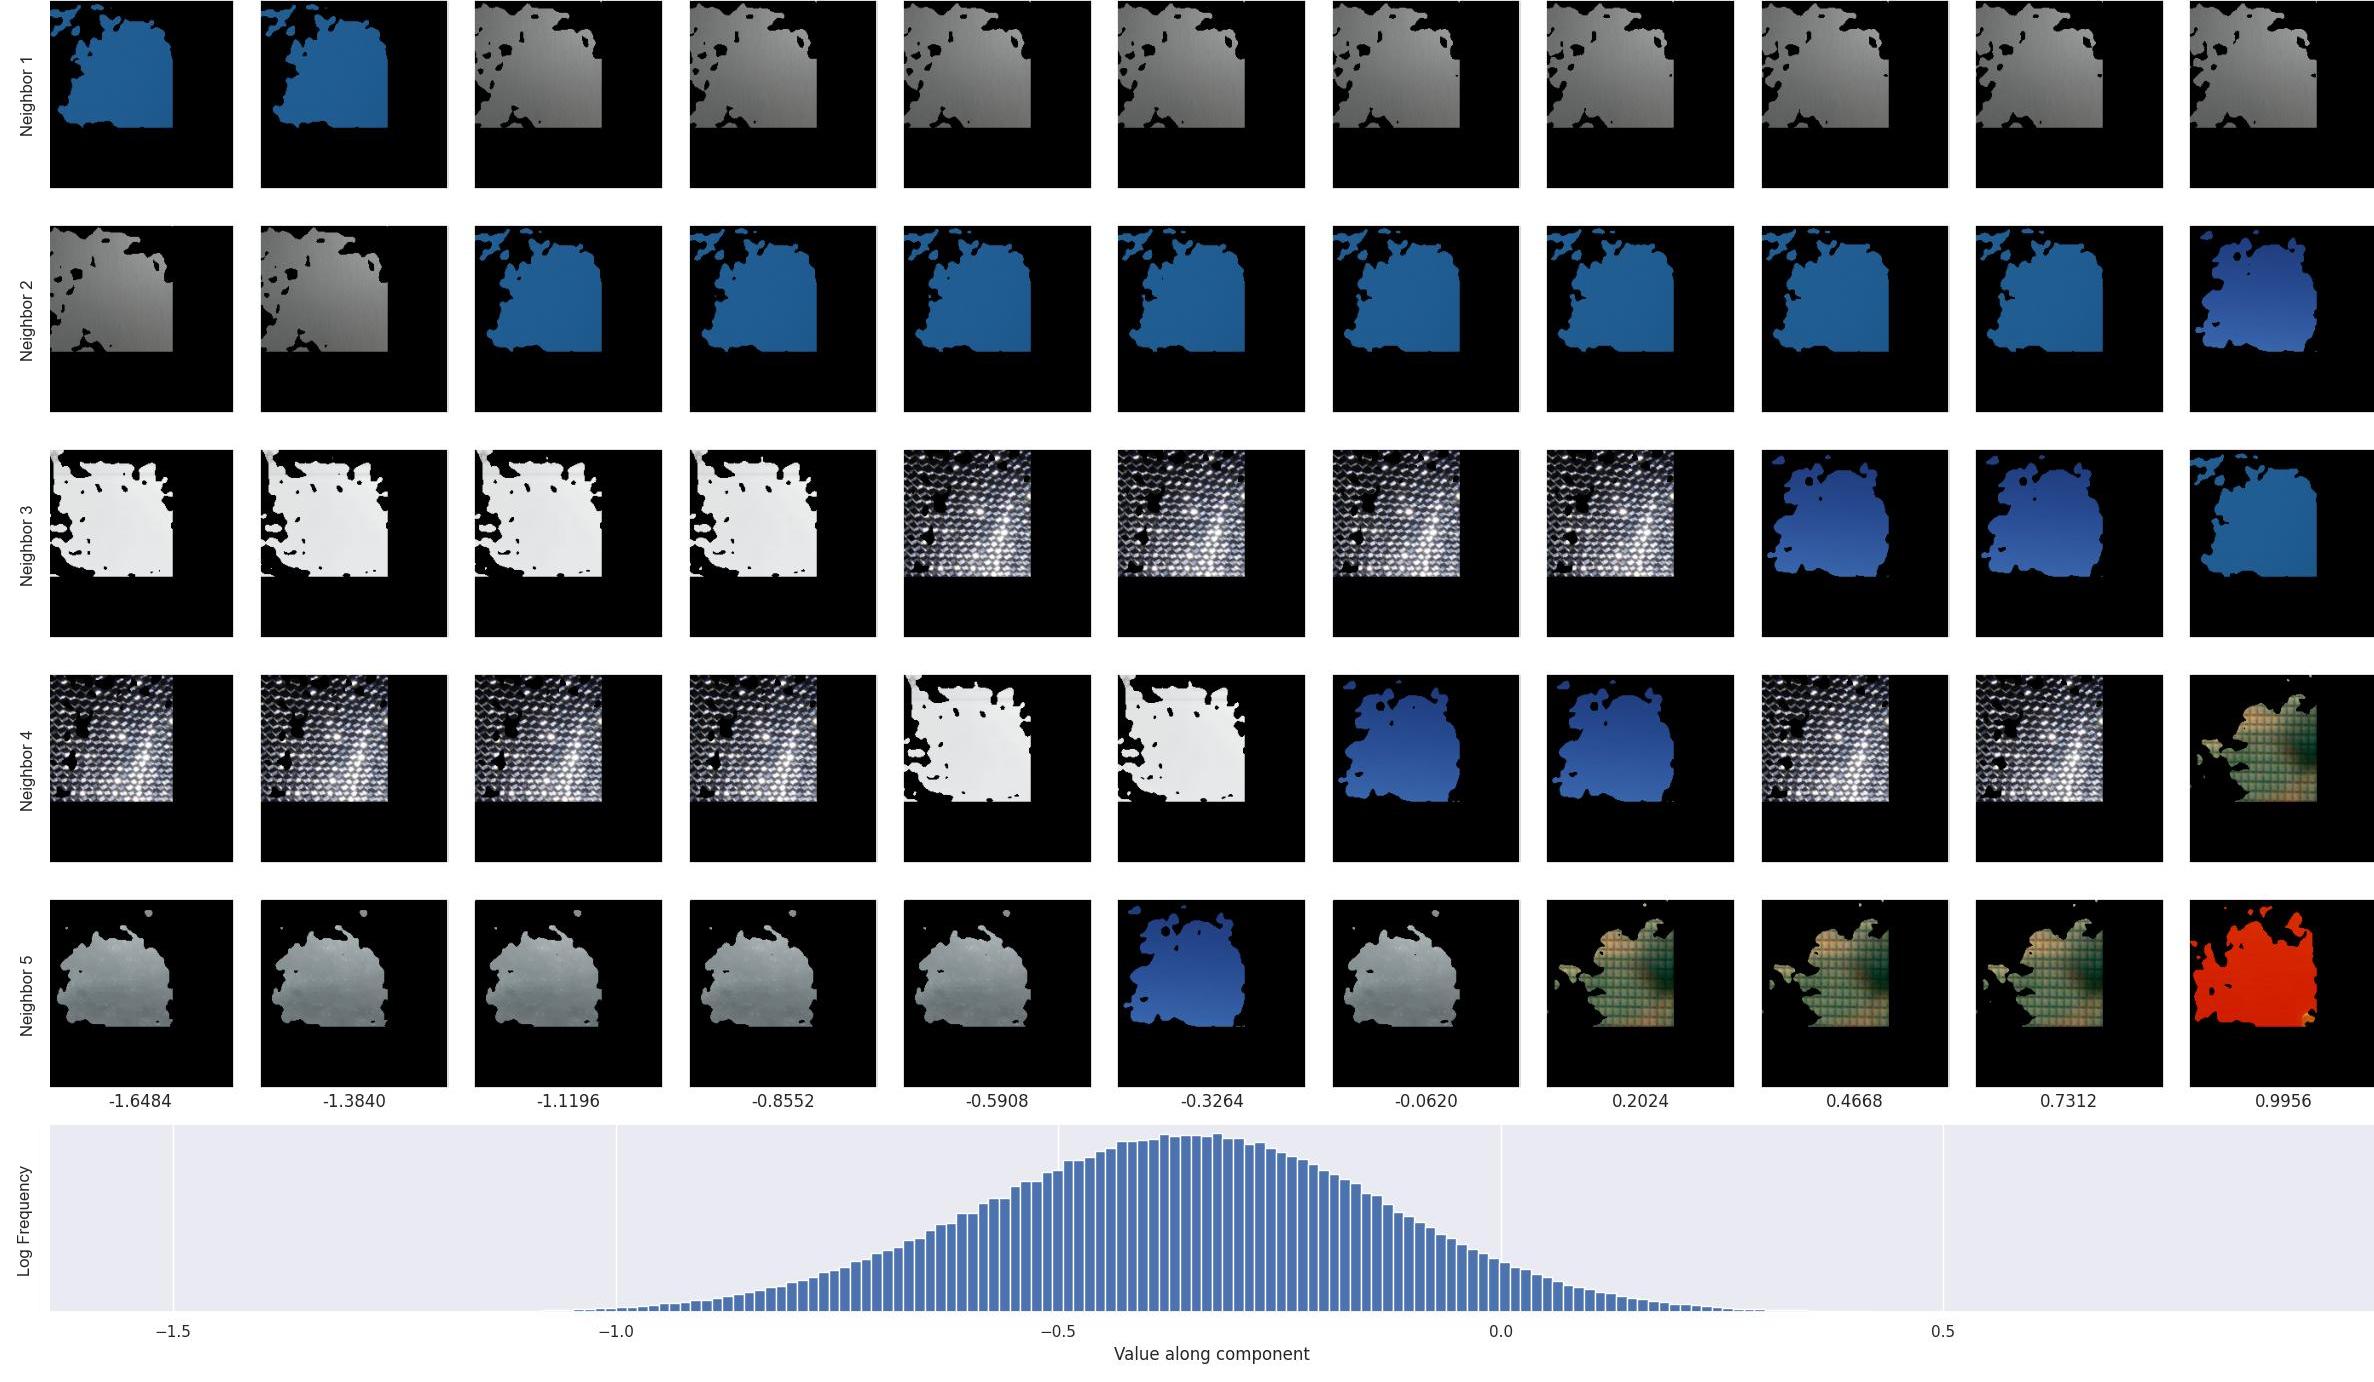 Neighbor 1
Neighbor 2
Neighbor 3
Neighbor 4
Neighbor 5
-1.6484 -1.3840 -1.1196 -0.8552 -0.5908 -0.3264 -0.0620 0.2024 0.4668 0.7312 0.9956
Log Frequency
−1.5 −1.0 −0.5 0.0 0.5
Value along component